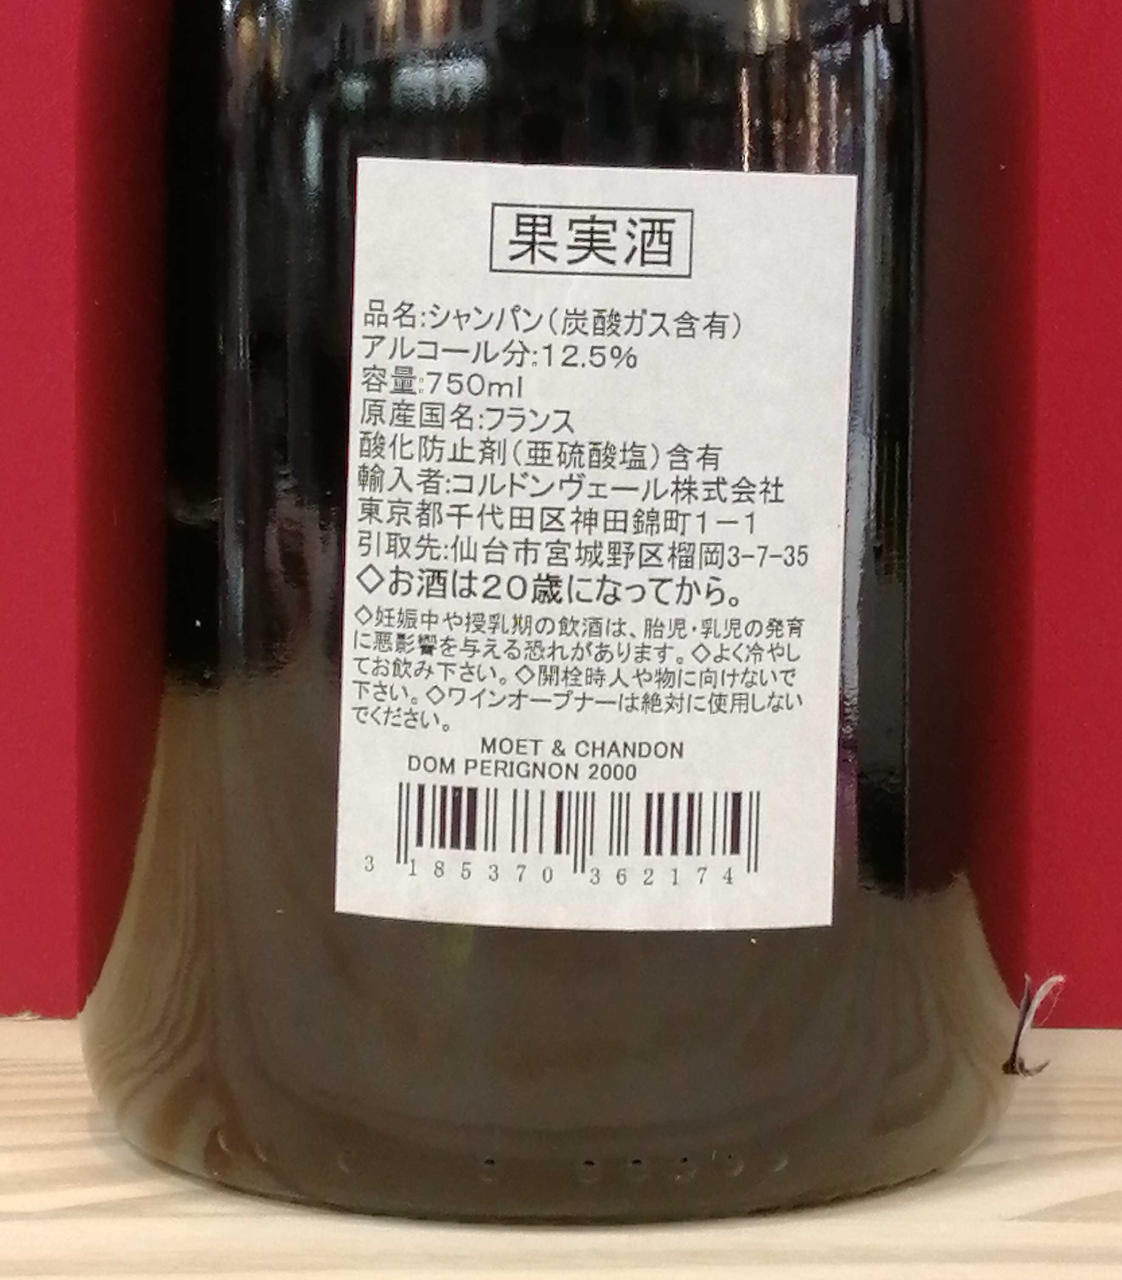 果実酒
品名:シャンパン(炭酸ガス含有)
アルコール分:12.5%
容量:750ml
原産国名:フランス
酸化防止剤(亜硫酸塩)含有
輸入者:コルドンヴェール株式会社
東京都千代田区神田錦町1-1
引取先:仙台市宮城野区榴岡3-7-35
◇お酒は20歳になってから。
◇妊娠中や授乳期の飲酒は、胎児・乳児の発育
に悪影響を与える恐れがあります。◇よく冷やし
てお飲み下さい。◇開栓時人や物に向けないで
下さい。◇ワインオープナーは絶対に使用しない
でください。
MOET & CHANDON
DOM PERIGNON 2000
3 185370 362174